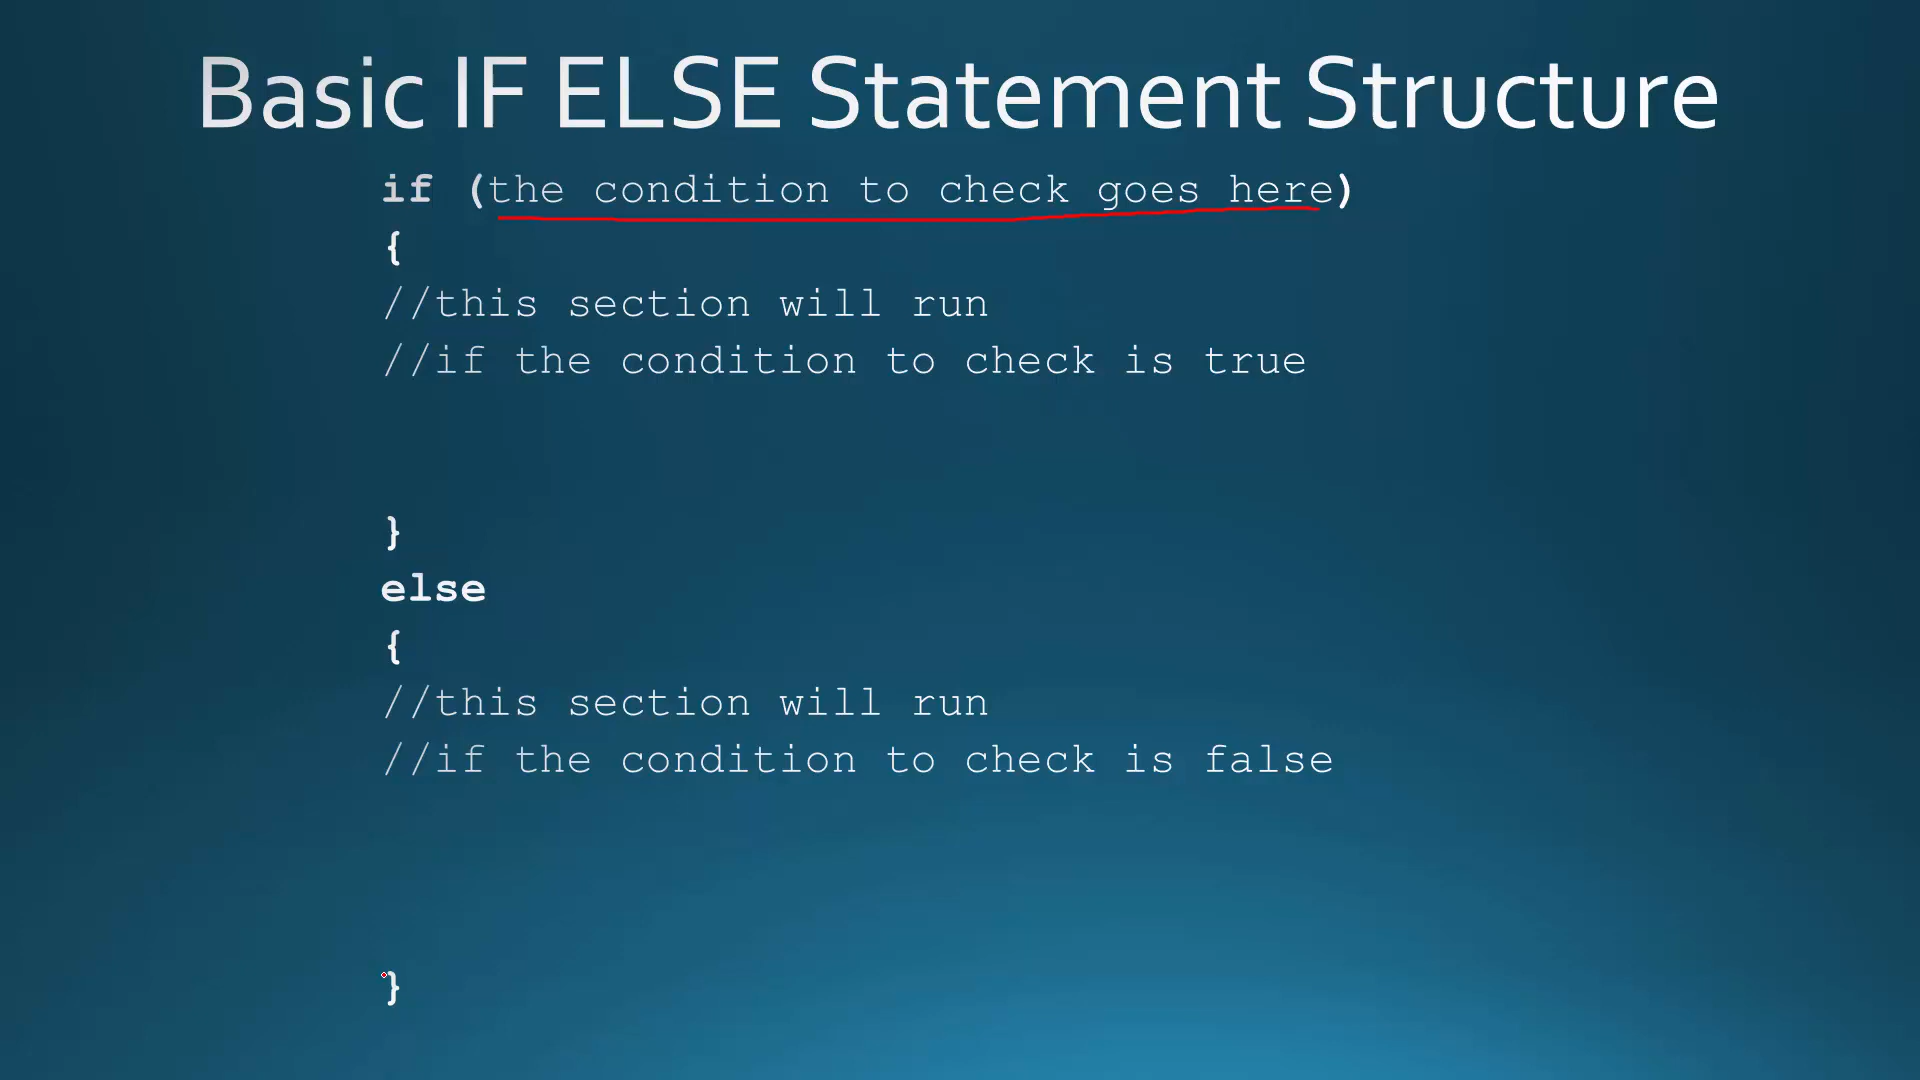 Basic IF ELSE Statement Structure
if (the condition to check goes here)
{
//this section will run
//if the condition to check is true
}
else
{
//this section will run
//if the condition to check is false
}